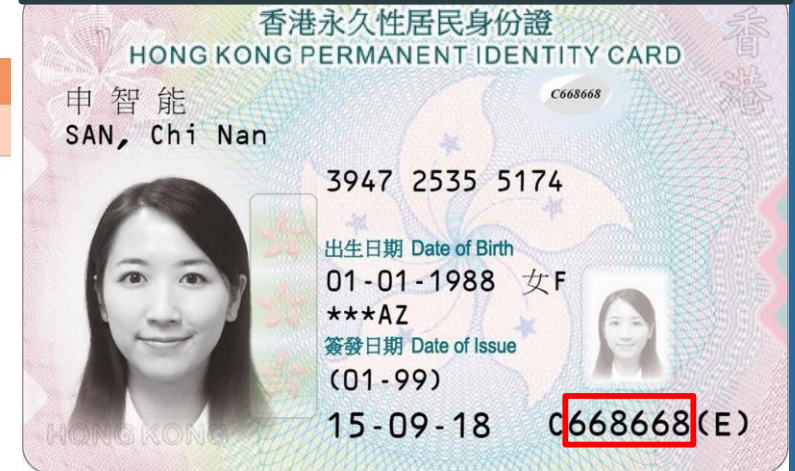 香港永久性居民身份證
HONG KONG PERMANENT IDENTITY CARD
香港
申智能
C668668
SAN, Chi Nan
3947 2535 5174
出生日期 Date of Birth
01-01-1988 女F
***AZ
簽發日期 Date of Issue
(01-99)
15-09-18 C668668(E)
HONG KONG